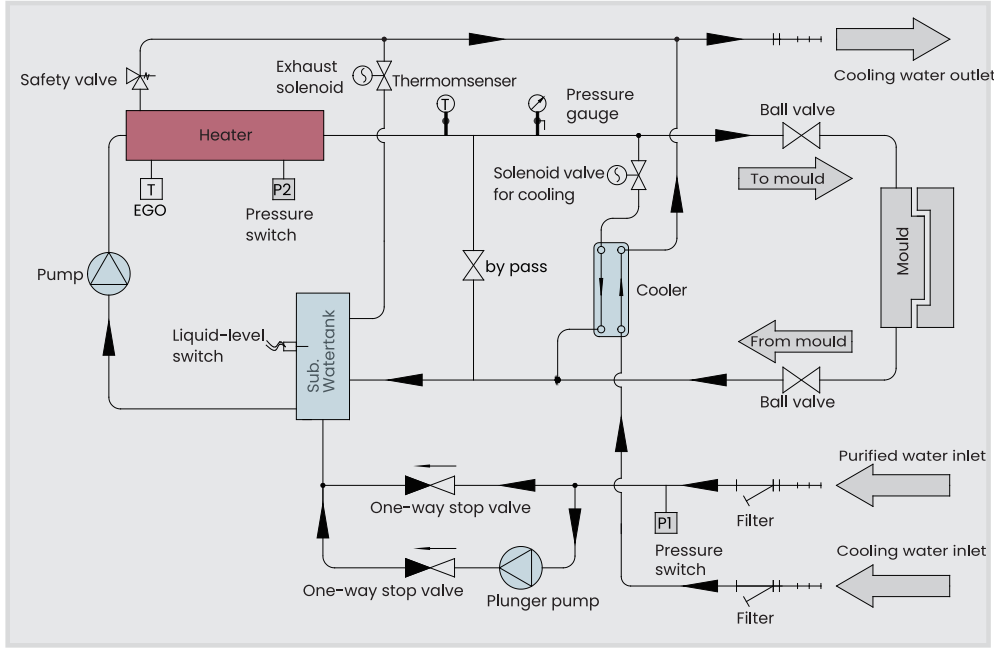 Safety valve
Exhaust
solenoid
Thermomsenser
Pressure
gauge
Cooling water outlet
Ball valve
Heater
T
T
EGO
P2
Pressure
switch
Solenoid valve
for cooling
To mould
Pump
by pass
Cooler
Mould
Liquid-level
switch
Sub.
Watertank
From mould
Ball valve
Purified water inlet
One-way stop valve
P1
Pressure
switch
Filter
Cooling water inlet
One-way stop valve
Plunger pump
Filter